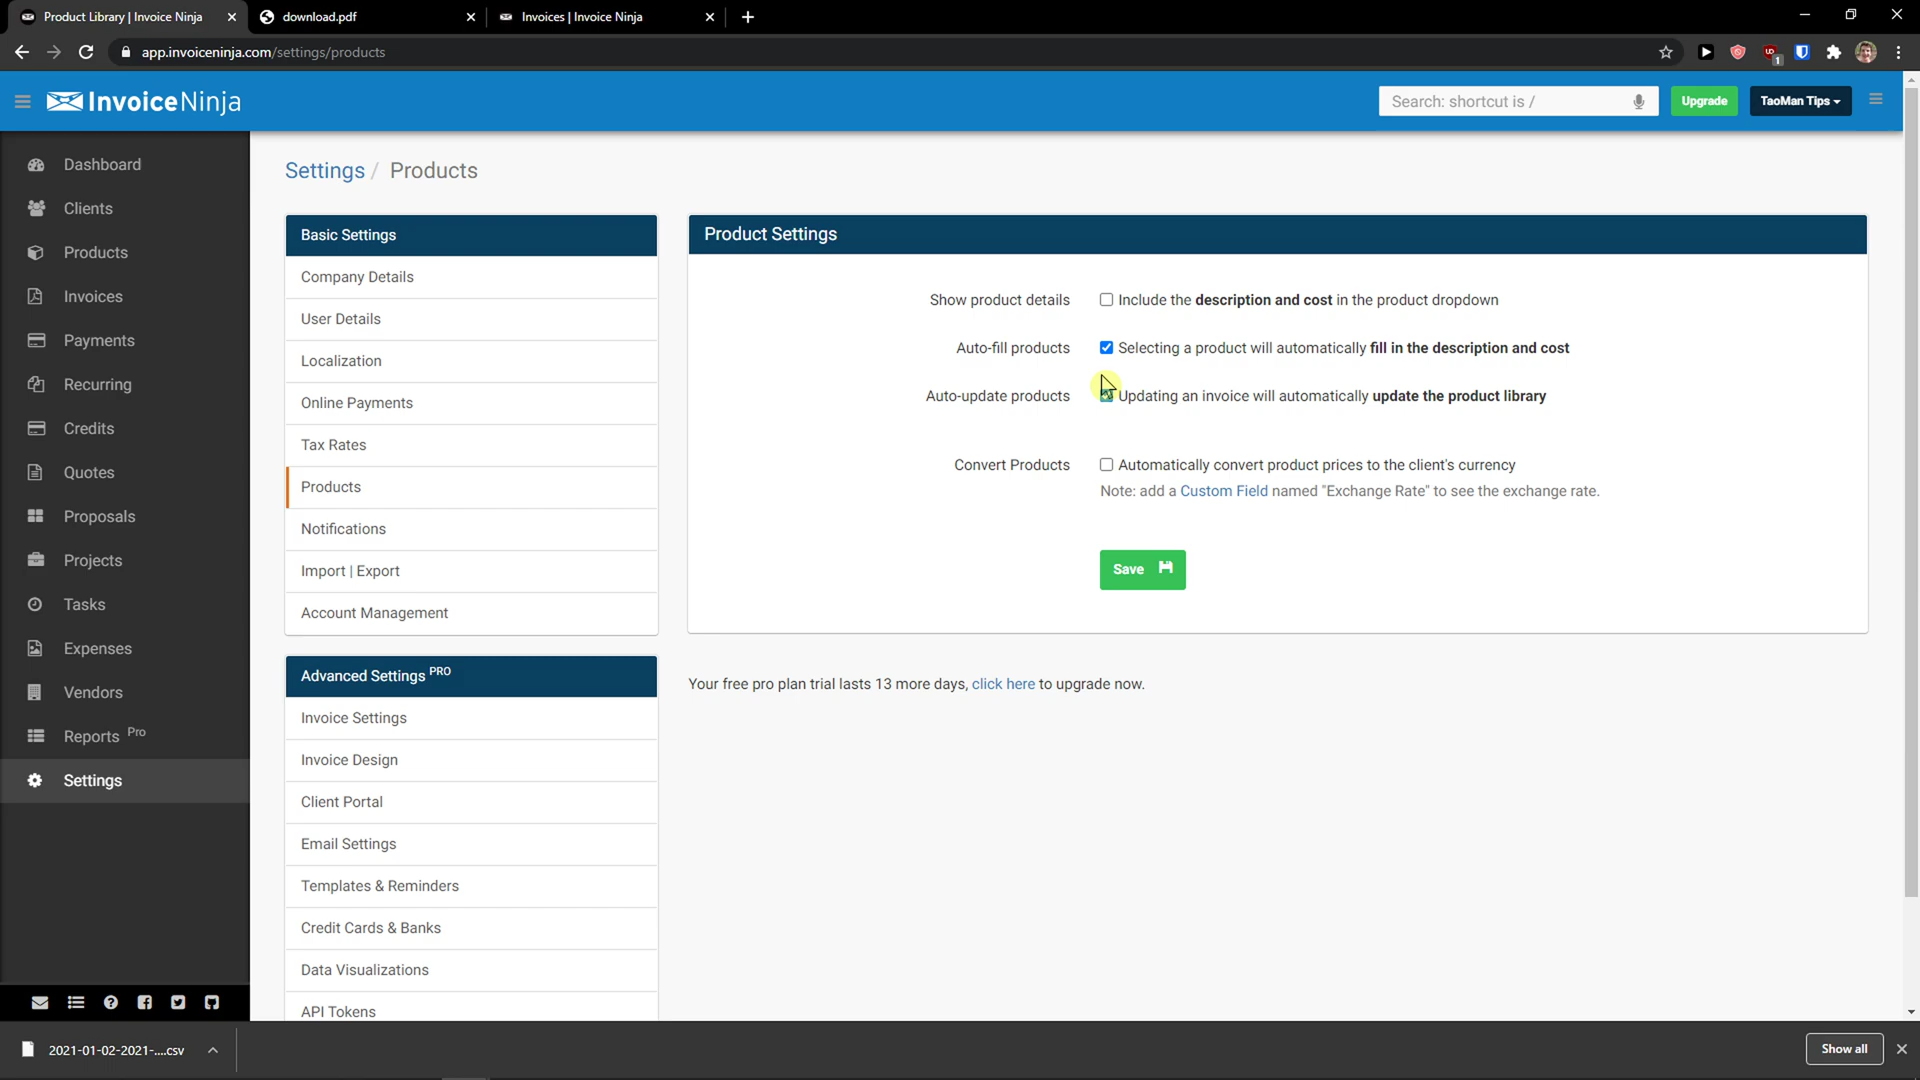 Product Library | Invoice Ninja
download.pdf
Invoices | Invoice Ninja
app.invoiceninja.com/settings/products
UD
1
InvoiceNinja
Search: shortcut is /
Upgrade
TaoMan Tips
Dashboard
Clients
Products
Invoices
Payments
Recurring
Credits
Quotes
Proposals
Projects
Tasks
Expenses
Vendors
Reports Pro
Settings
Settings / Products
Basic Settings
Company Details
User Details
Localization
Online Payments
Tax Rates
Products
Notifications
Import | Export
Account Management
Advanced Settings PRO
Invoice Settings
Invoice Design
Client Portal
Email Settings
Templates & Reminders
Credit Cards & Banks
Data Visualizations
API Tokens
Product Settings
Show product details Include the description and cost in the product dropdown
Auto-fill products Selecting a product will automatically fill in the description and cost
Auto-update products Updating an invoice will automatically update the product library
Convert Products Automatically convert product prices to the client's currency
Note: add a Custom Field named "Exchange Rate" to see the exchange rate.
Save
Your free pro plan trial lasts 13 more days, click here to upgrade now.
2021-01-02-2021-....csv
Show all